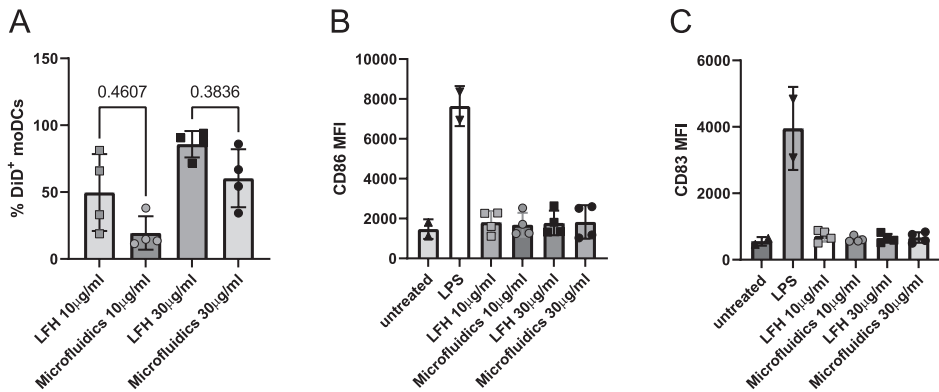 A
B
C
% DiD+ moDCs
150
100
50
0
0.4607
0.3836
LFH 10μg/ml
Microfluidics 10μg/ml
LFH 30μg/ml
Microfluidics 30μg/ml
CD86 MFI
10000
8000
6000
4000
2000
0
untreated
LPS
LFH 10μg/ml
Microfluidics 10μg/ml
LFH 30μg/ml
Microfluidics 30μg/ml
CD83 MFI
6000
4000
2000
0
untreated
LPS
LFH 10μg/ml
Microfluidics 10μg/ml
LFH 30μg/ml
Microfluidics 30μg/ml